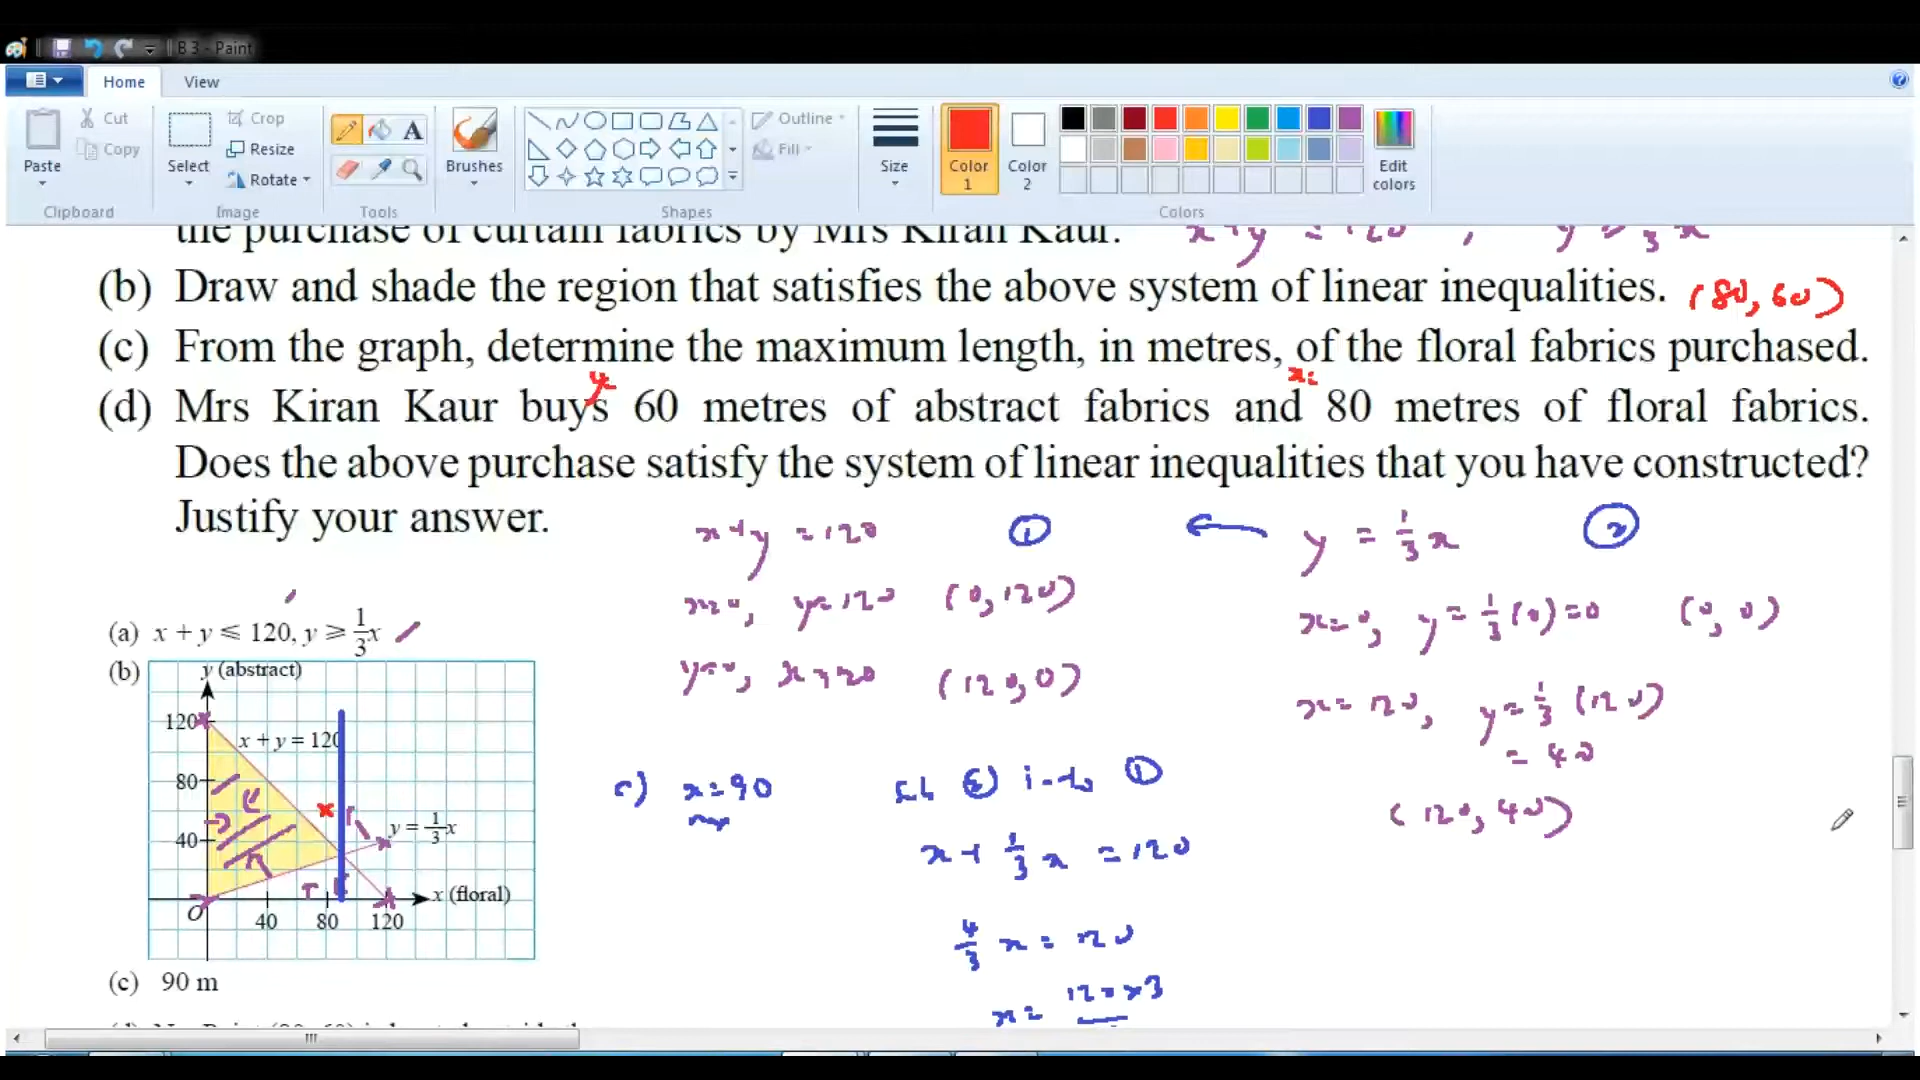 B 3 - Paint
Home View
Paste
Cut
Copy
Clipboard
Select
Crop
Resize
Rotate
Image
A
Tools
Brushes
Shapes
Outline
Fill
Size
Color 1
Color 2
Edit colors
Colors
the purchase of curtain fabrics by Mrs Kiran Kaur.
(b) Draw and shade the region that satisfies the above system of linear inequalities. (80, 60)
(c) From the graph, determine the maximum length, in metres, of the floral fabrics purchased.
y= x=
(d) Mrs Kiran Kaur buys 60 metres of abstract fabrics and 80 metres of floral fabrics.
Does the above purchase satisfy the system of linear inequalities that you have constructed?
Justify your answer.
x+y = 120 ①
y = 1/3 x ②
x=0, y=120 (0, 120)
x=0, y= 1/3 (0) =0 (0, 0)
(120, 0)
x=120, y= 1/3 (120)
= 40
(120, 40)
(a) x + y ⩽ 120, y ⩾ 1/3 x
(b)
y (abstract)
120
x + y = 120
80
40
y = 1/3 x
O
x (floral)
40 80 120
c) x=90
into ①
x + 1/3 x = 120
4/3 x = 120
x= 120 x 3
(c) 90 m